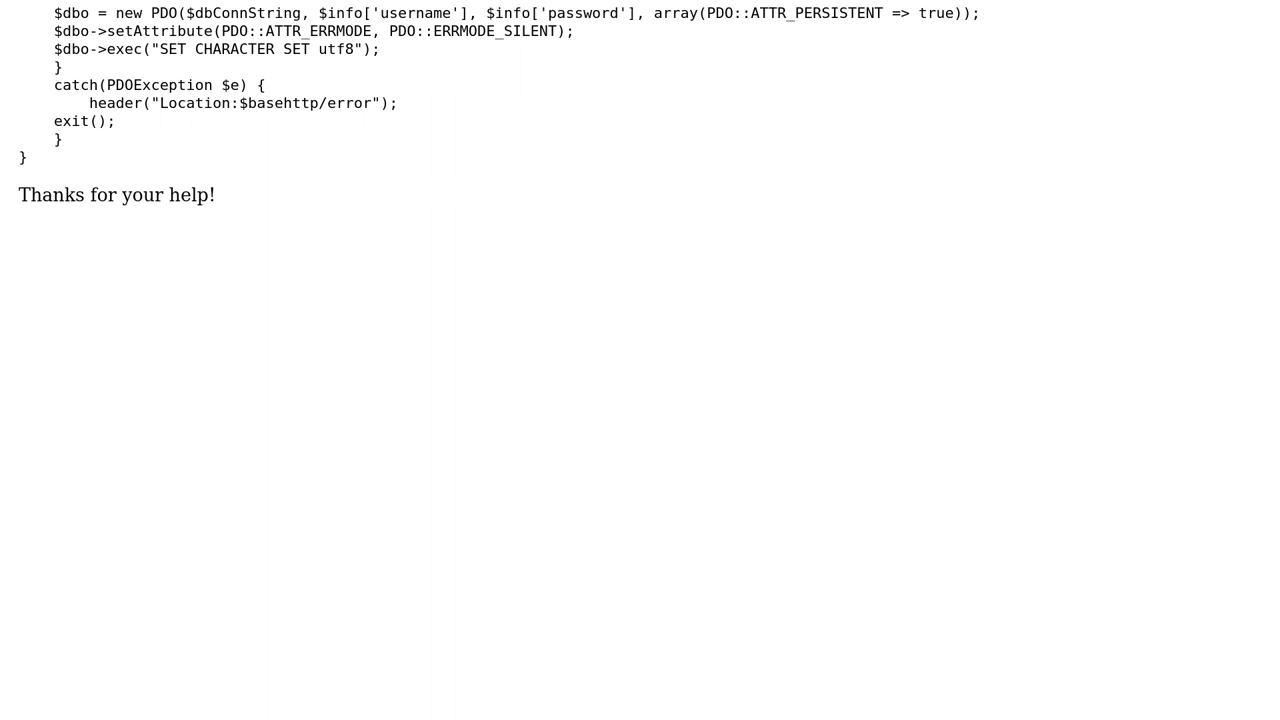 $dbo = new PDO($dbConnString, $info['username'], $info['password'], array(PDO::ATTR_PERSISTENT => true));
$dbo->setAttribute(PDO::ATTR_ERRMODE, PDO::ERRMODE_SILENT);
$dbo->exec("SET CHARACTER SET utf8");
}
catch(PDOException $e) {
header("Location:$basehttp/error");
exit();
}
}
Thanks for your help!